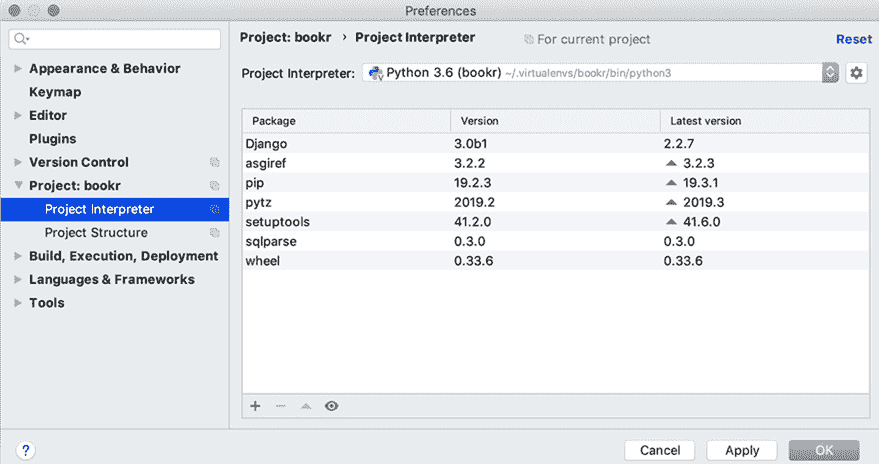 Preferences
Project: bookr › Project Interpreter For current project Reset
Appearance & Behavior
Keymap
Editor
Plugins
Version Control
Project: bookr
Project Interpreter
Project Structure
Build, Execution, Deployment
Languages & Frameworks
Tools
Project Interpreter: Python 3.6 (bookr) ~/.virtualenvs/bookr/bin/python3
Package Version Latest version
Django 3.0b1 2.2.7
asgiref 3.2.2 3.2.3
pip 19.2.3 19.3.1
pytz 2019.2 2019.3
setuptools 41.2.0 41.6.0
sqlparse 0.3.0 0.3.0
wheel 0.33.6 0.33.6
? Cancel Apply OK